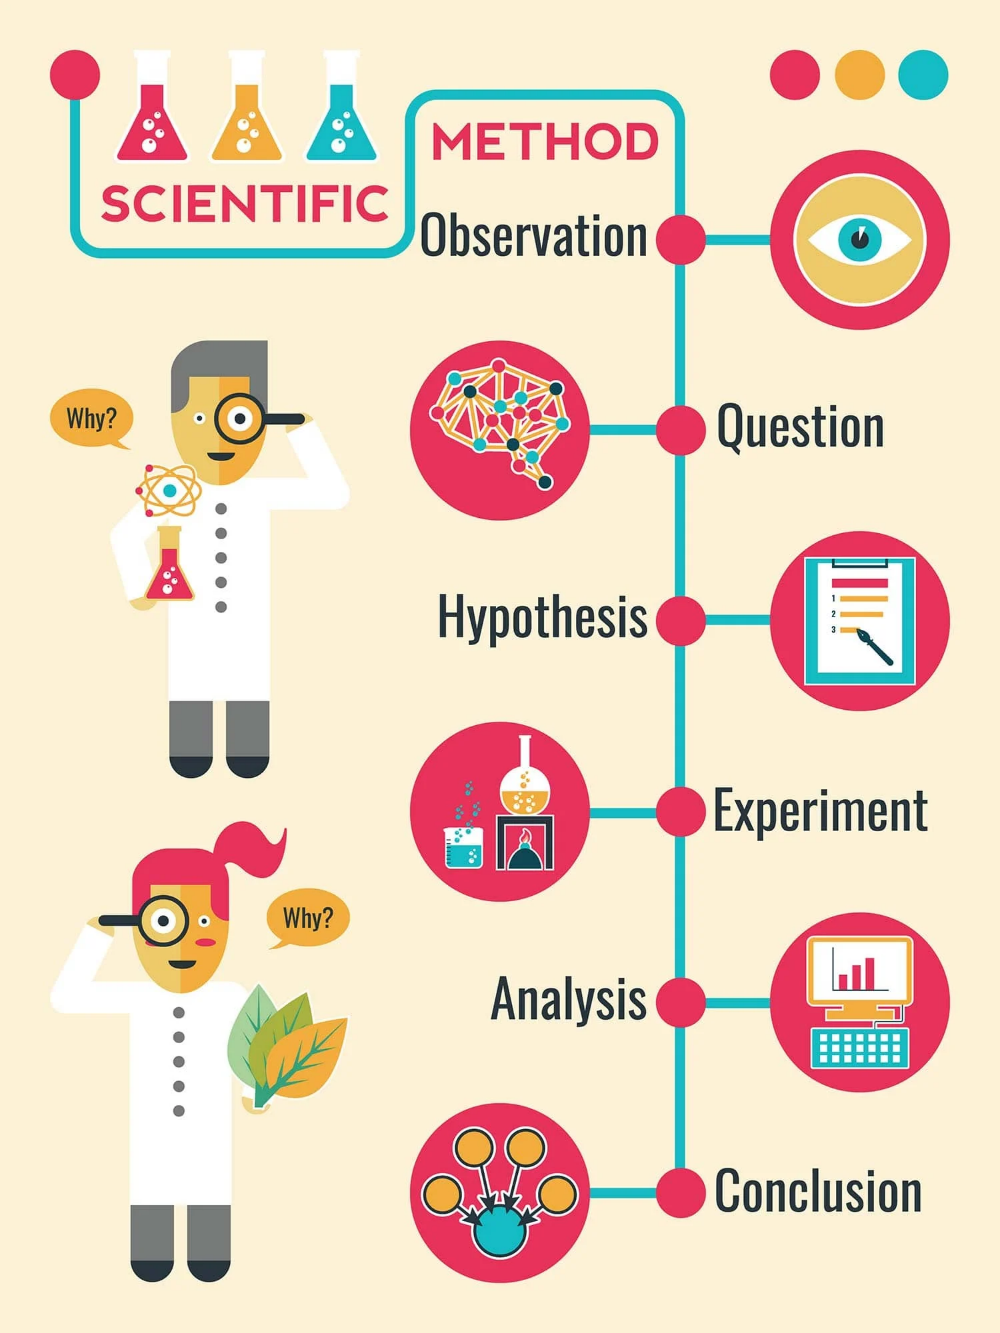 SCIENTIFIC
METHOD
Observation
Why?
Question
1
2
3
Hypothesis
Experiment
Why?
Analysis
Conclusion